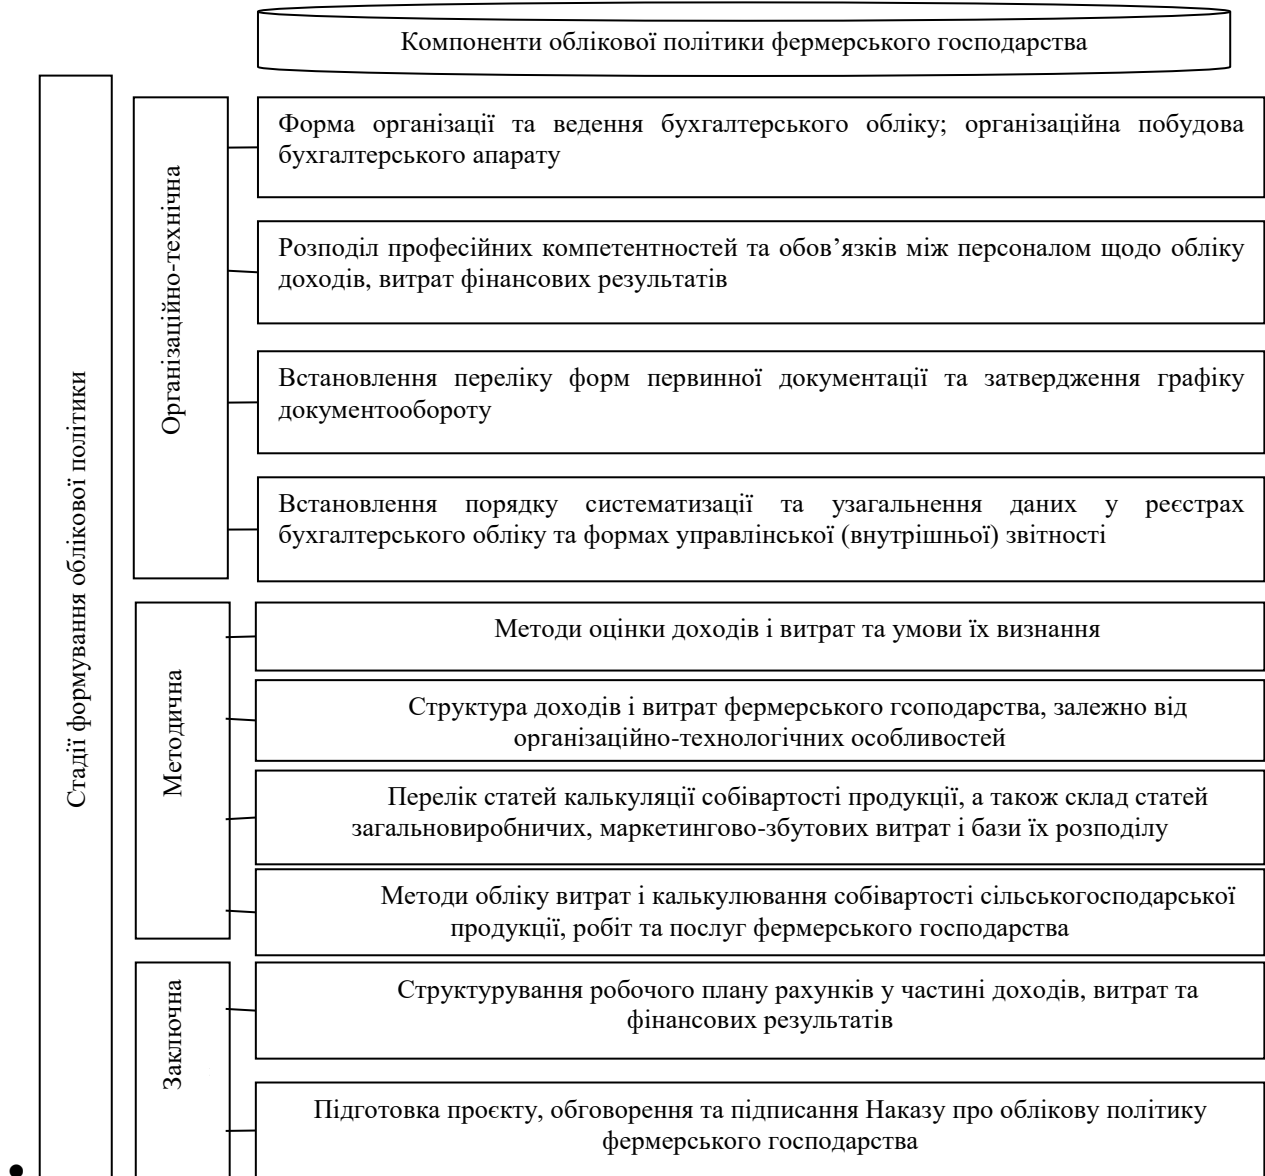 Компоненти облікової політики фермерського господарства
Стадії формування облікової політики
Організаційно-технічна
Форма організації та ведення бухгалтерського обліку; організаційна побудова
бухгалтерського апарату
Розподіл професійних компетентностей та обов’язків між персоналом щодо обліку
доходів, витрат фінансових результатів
Встановлення переліку форм первинної документації та затвердження графіку
документообороту
Встановлення порядку систематизації та узагальнення даних у реєстрах
бухгалтерського обліку та формах управлінської (внутрішньої) звітності
Методична
Методи оцінки доходів і витрат та умови їх визнання
Структура доходів і витрат фермерського гсоподарства, залежно від
організаційно-технологічних особливостей
Перелік статей калькуляції собівартості продукції, а також склад статей
загальновиробничих, маркетингово-збутових витрат і бази їх розподілу
Методи обліку витрат і калькулювання собівартості сільськогосподарської
продукції, робіт та послуг фермерського господарства
Заключна
Структурування робочого плану рахунків у частині доходів, витрат та
фінансових результатів
Підготовка проєкту, обговорення та підписання Наказу про облікову політику
фермерського господарства